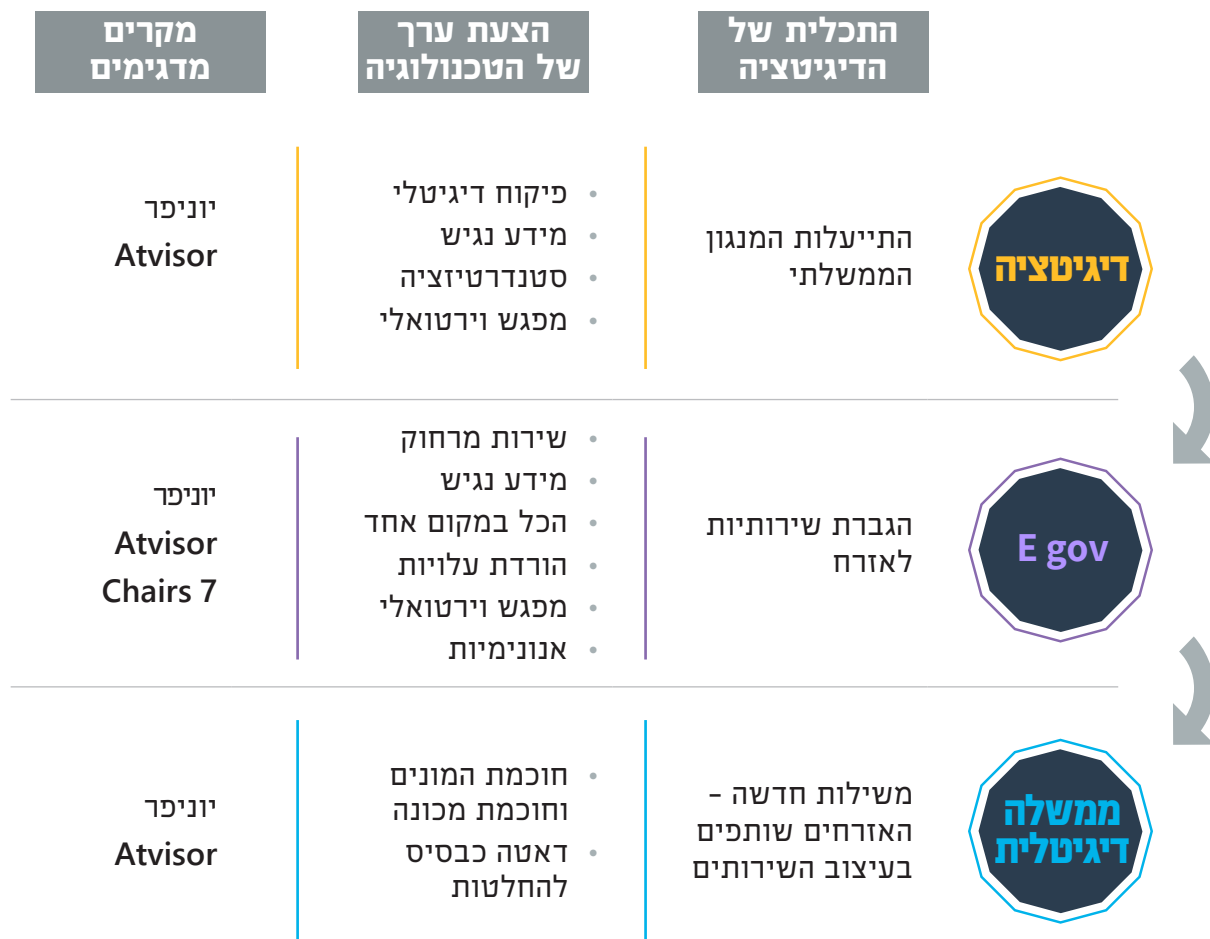 התכלית של
הדיגיטציה
הצעת ערך
של הטכנולוגיה
מקרים
מדגימים
דיגיטציה
התייעלות המנגון
הממשלתי
• פיקוח דיגיטלי
• מידע נגיש
• סטנדרטיזציה
• מפגש וירטואלי
יוניפר
Atvisor
E gov
הגברת שירותיות
לאזרח
• שירות מרחוק
• מידע נגיש
• הכל במקום אחד
• הורדת עלויות
• מפגש וירטואלי
• אנונימיות
יוניפר
Atvisor
Chairs 7
ממשלה
דיגיטלית
משילות חדשה -
האזרחים שותפים
בעיצוב השירותים
• חוכמת המונים
וחוכמת מכונה
• דאטה כבסיס
להחלטות
יוניפר
Atvisor